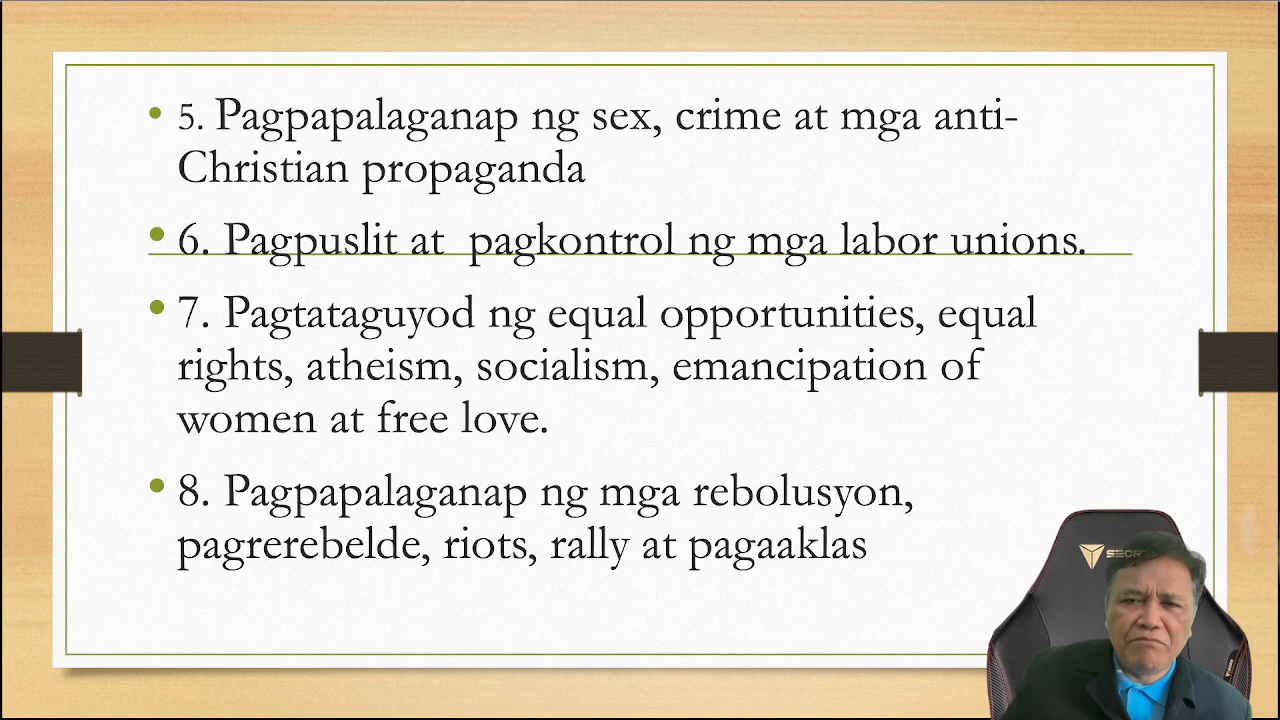 • 5. Pagpapalaganap ng sex, crime at mga anti-
Christian propaganda
• 6. Pagpuslit at pagkontrol ng mga labor unions.
• 7. Pagtataguyod ng equal opportunities, equal
rights, atheism, socialism, emancipation of
women at free love.
• 8. Pagpapalaganap ng mga rebolusyon,
pagrerebelde, riots, rally at pagaaklas